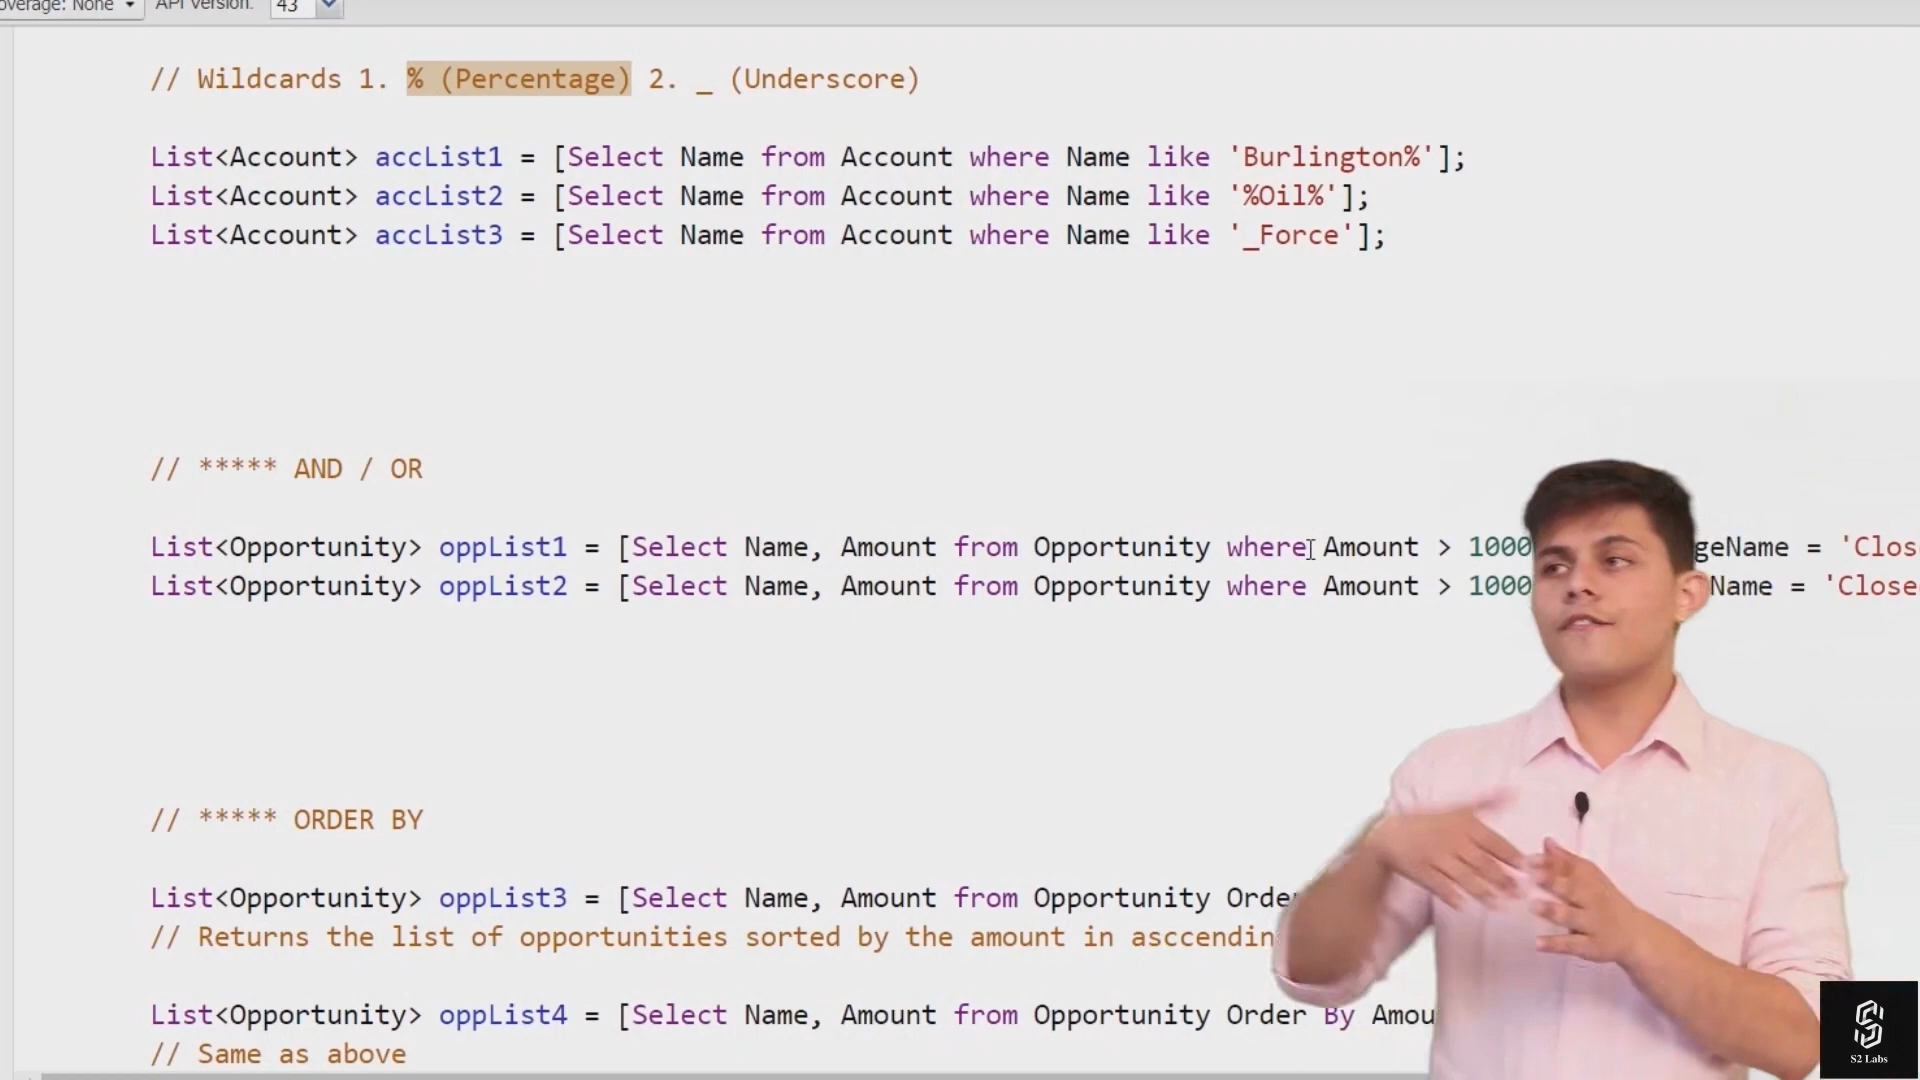 overage: None API Version: 43
// Wildcards 1. % (Percentage) 2. _ (Underscore)
List<Account> accList1 = [Select Name from Account where Name like 'Burlington%'];
List<Account> accList2 = [Select Name from Account where Name like '%Oil%'];
List<Account> accList3 = [Select Name from Account where Name like '_Force'];
// ***** AND / OR
List<Opportunity> oppList1 = [Select Name, Amount from Opportunity where Amount > 1000 geName = 'Clos
List<Opportunity> oppList2 = [Select Name, Amount from Opportunity where Amount > 1000 Name = 'Close
// ***** ORDER BY
List<Opportunity> oppList3 = [Select Name, Amount from Opportunity Orde
// Returns the list of opportunities sorted by the amount in asccendin
List<Opportunity> oppList4 = [Select Name, Amount from Opportunity Order By Amou
// Same as above
S2 Labs